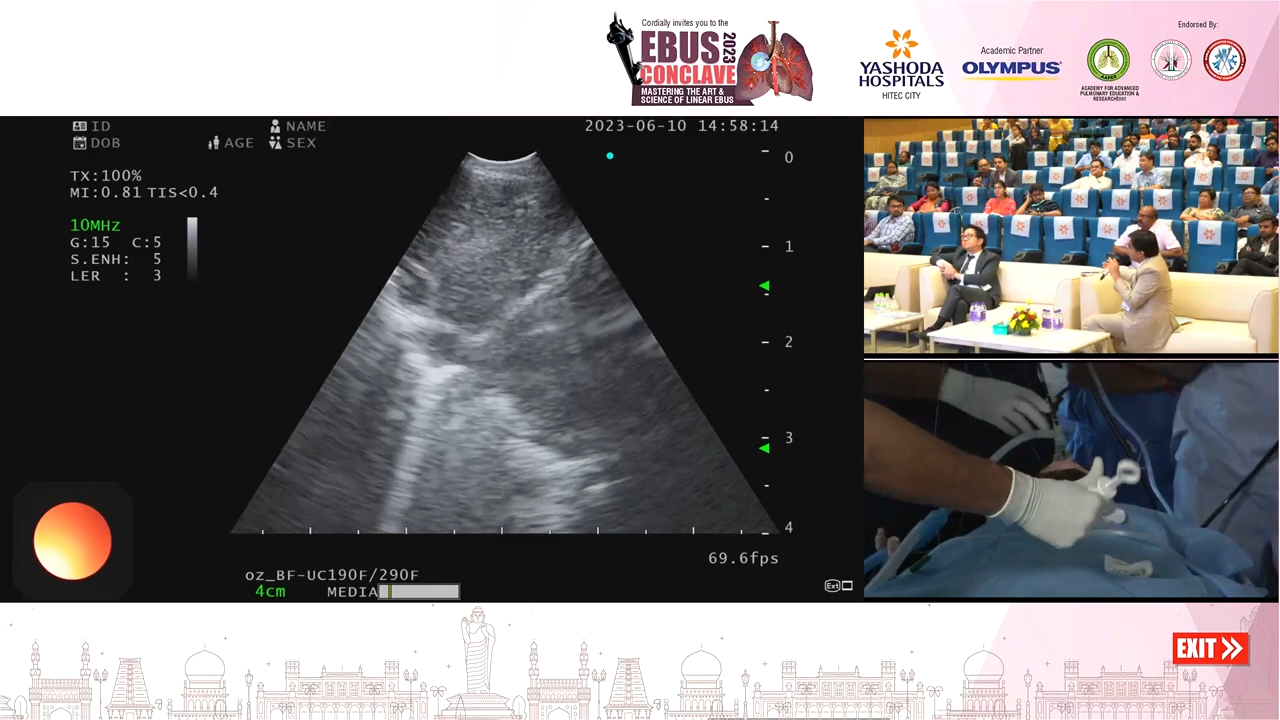 Cordially invites you to the
EBUS 2023
CONCLAVE
MASTERING THE ART &
SCIENCE OF LINEAR EBUS
YASHODA
HOSPITALS
HITEC CITY
Academic Partner
OLYMPUS
Endorsed By:
ACADEMY FOR ADVANCED
PULMONARY EDUCATION &
ID
NAME
DOB
AGE
SEX
2023-06-10 14:58:14
TX:100%
MI:0.81 TIS<0.4
10MHz
G:15 C:5
S.ENH: 5
LER : 3
0
1
2
3
4
69.6fps
oz_BF-UC190F/290F
4cm MEDIA
Ext
EXIT